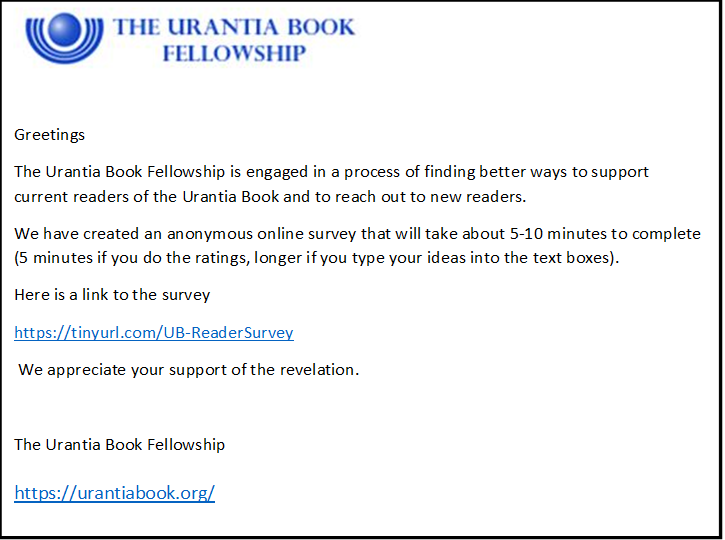 THE URANTIA BOOK
FELLOWSHIP
Greetings
The Urantia Book Fellowship is engaged in a process of finding better ways to support
current readers of the Urantia Book and to reach out to new readers.
We have created an anonymous online survey that will take about 5-10 minutes to complete
(5 minutes if you do the ratings, longer if you type your ideas into the text boxes).
Here is a link to the survey
https://tinyurl.com/UB-ReaderSurvey
We appreciate your support of the revelation.
The Urantia Book Fellowship
https://urantiabook.org/